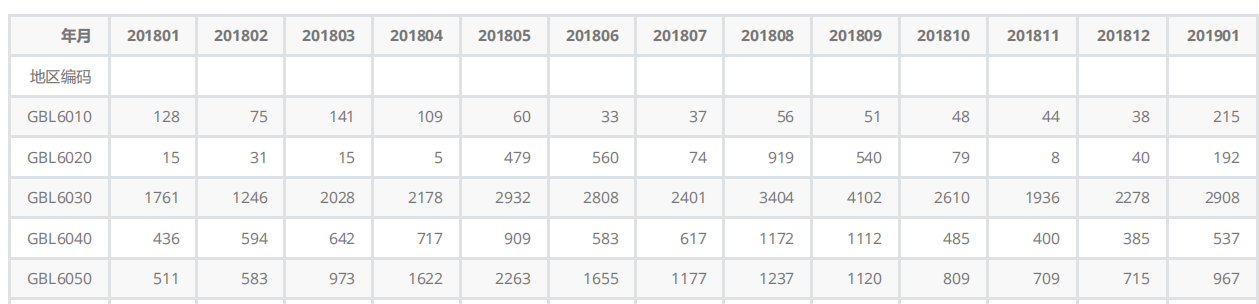 年月 201801 201802 201803 201804 201805 201806 201807 201808 201809 201810 201811 201812 201901
地区编码
GBL6010 128 75 141 109 60 33 37 56 51 48 44 38 215
GBL6020 15 31 15 5 479 560 74 919 540 79 8 40 192
GBL6030 1761 1246 2028 2178 2932 2808 2401 3404 4102 2610 1936 2278 2908
GBL6040 436 594 642 717 909 583 617 1172 1112 485 400 385 537
GBL6050 511 583 973 1622 2263 1655 1177 1237 1120 809 709 715 967